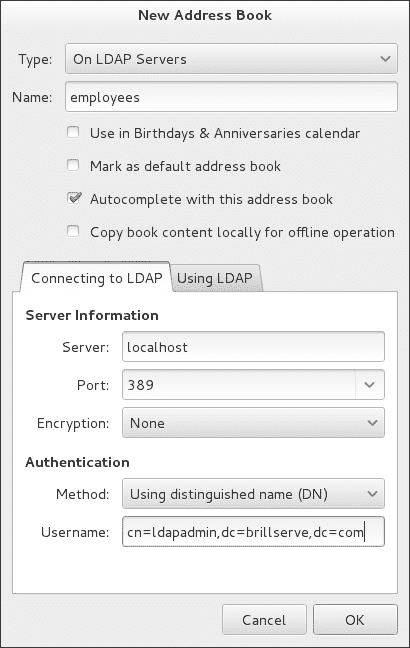 New Address Book
Type: On LDAP Servers
Name: employees
Use in Birthdays & Anniversaries calendar
Mark as default address book
Autocomplete with this address book
Copy book content locally for offline operation
Connecting to LDAP Using LDAP
Server Information
Server: localhost
Port: 389
Encryption: None
Authentication
Method: Using distinguished name (DN)
Username: cn=ldapadmin,dc=brillserve,dc=com
Cancel OK